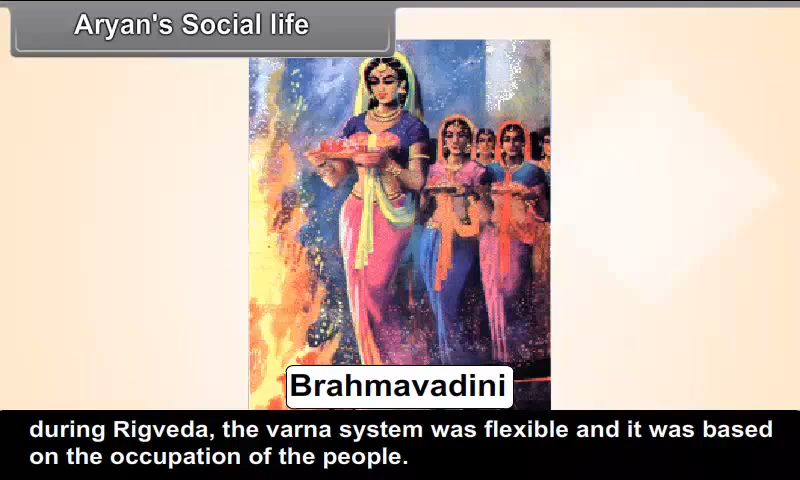 Aryan's Social life
Brahmavadini
during Rigveda, the varna system was flexible and it was based
on the occupation of the people.